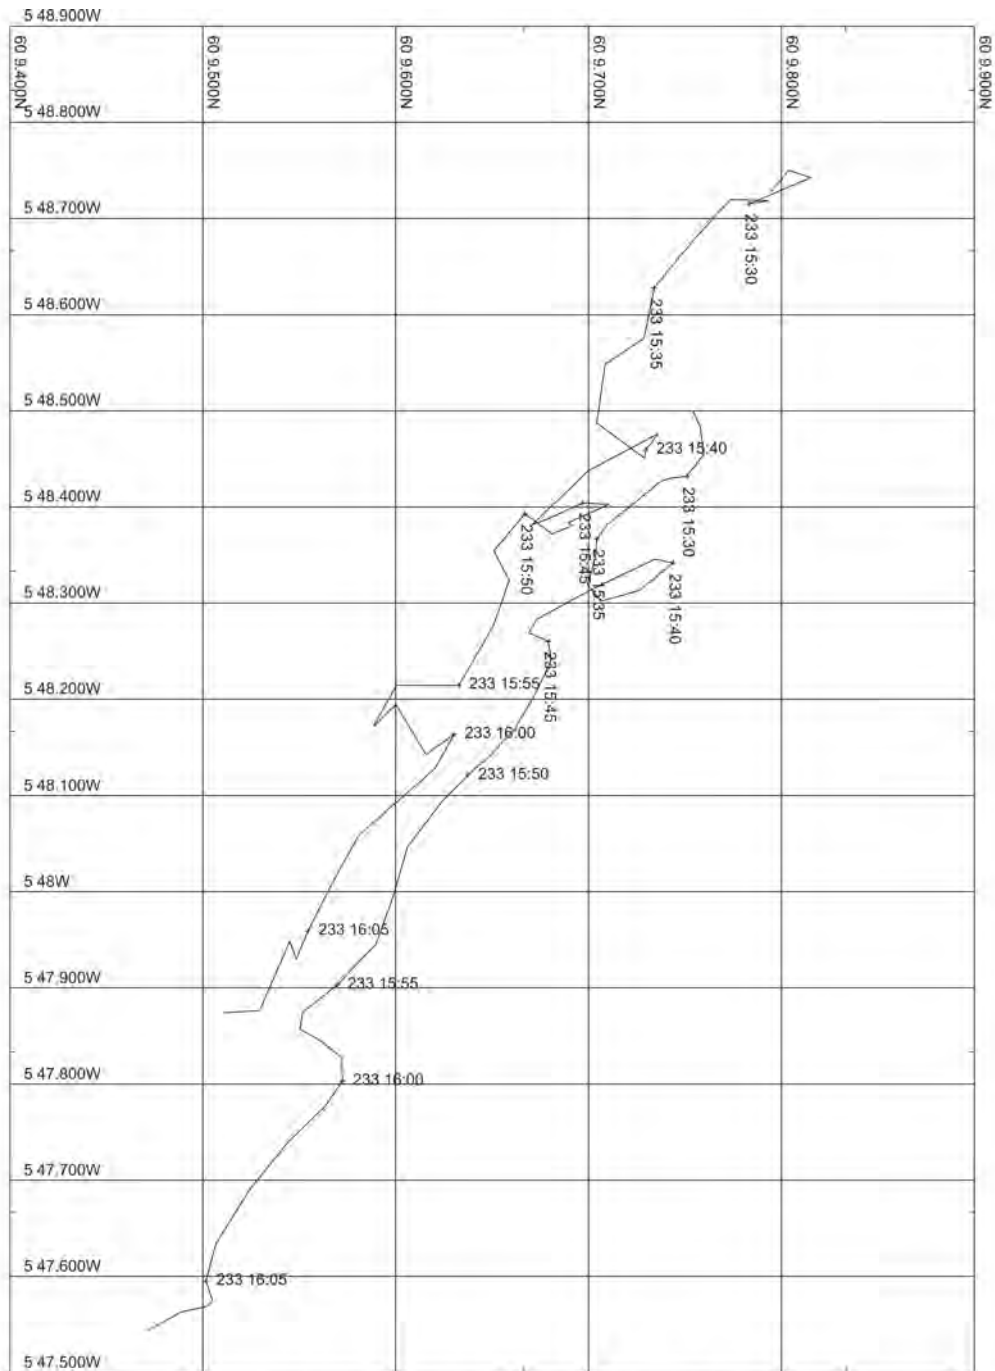 5 48.900W
60 9.400N
60 9.500N
60 9.600N
60 9.700N
60 9.800N
60 9.900N
5 48.800W
5 48.700W
233 15:30
5 48.600W
233 15:35
5 48.500W
233 15:40
5 48.400W
233 15:50
233 15:45
233 15:30
233 15:35
233 15:40
5 48.300W
233 15:45
5 48.200W
233 15:55
233 16:00
233 15:50
5 48.100W
5 48W
233 16:05
5 47.900W
233 15:55
5 47.800W
233 16:00
5 47.700W
5 47.600W
233 16:05
5 47.500W